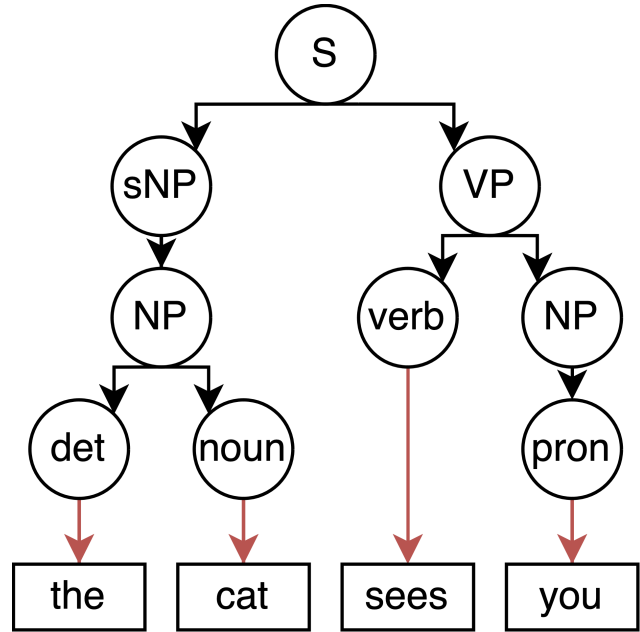 S
sNP VP
NP verb NP
det noun pron
the cat sees you